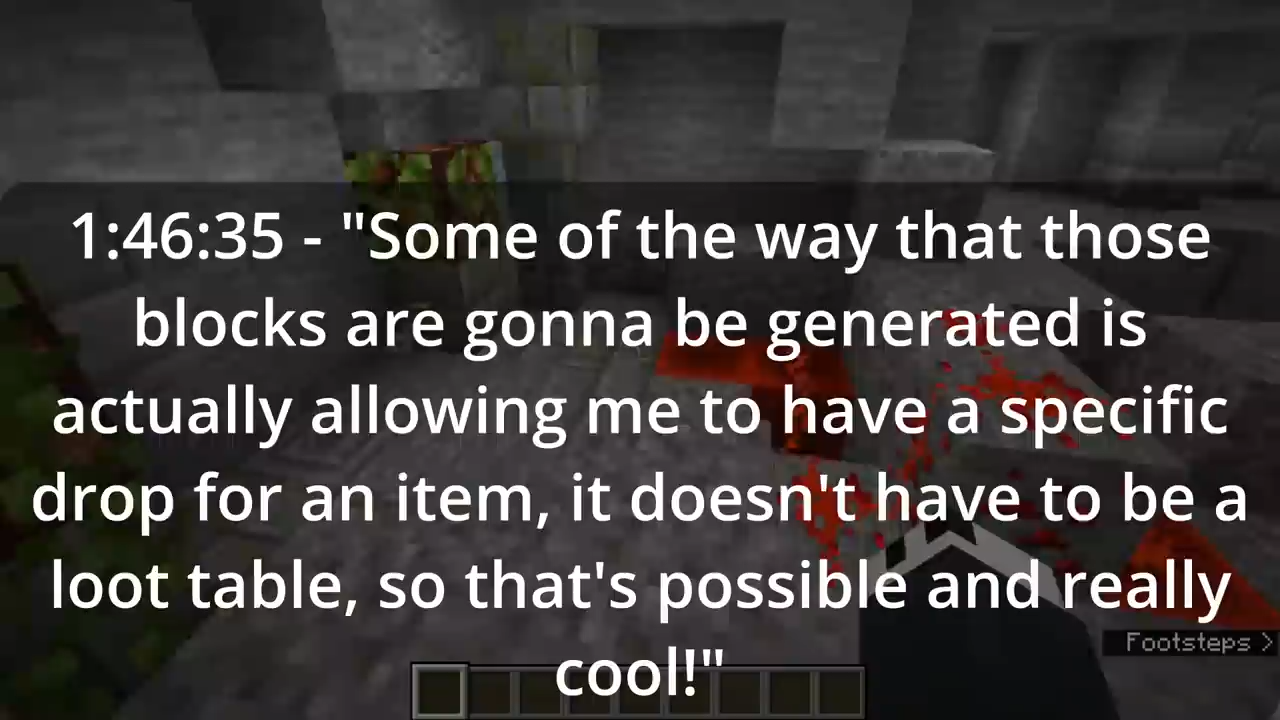 1:46:35 - "Some of the way that those
blocks are gonna be generated is
actually allowing me to have a specific
drop for an item, it doesn't have to be a
loot table, so that's possible and really
cool!"
Footsteps >